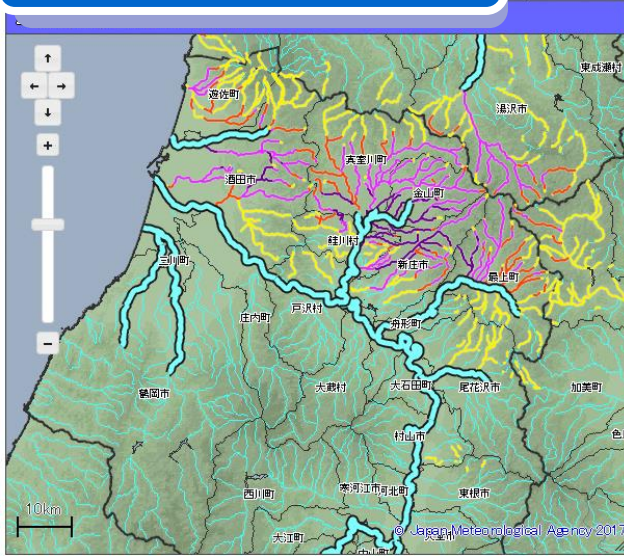 東成瀬村
遊佐町
湯沢市
真室川町
酒田市
金山町
鮭川村
新庄市
三川町
最上町
戸沢村
庄内町
舟形町
大蔵村
大石田町
尾花沢市
加美町
鶴岡市
村山市
西川町
寒河江市
河北町
東根市
10km
大江町
© Japan Meteorological Agency 2017
中山町